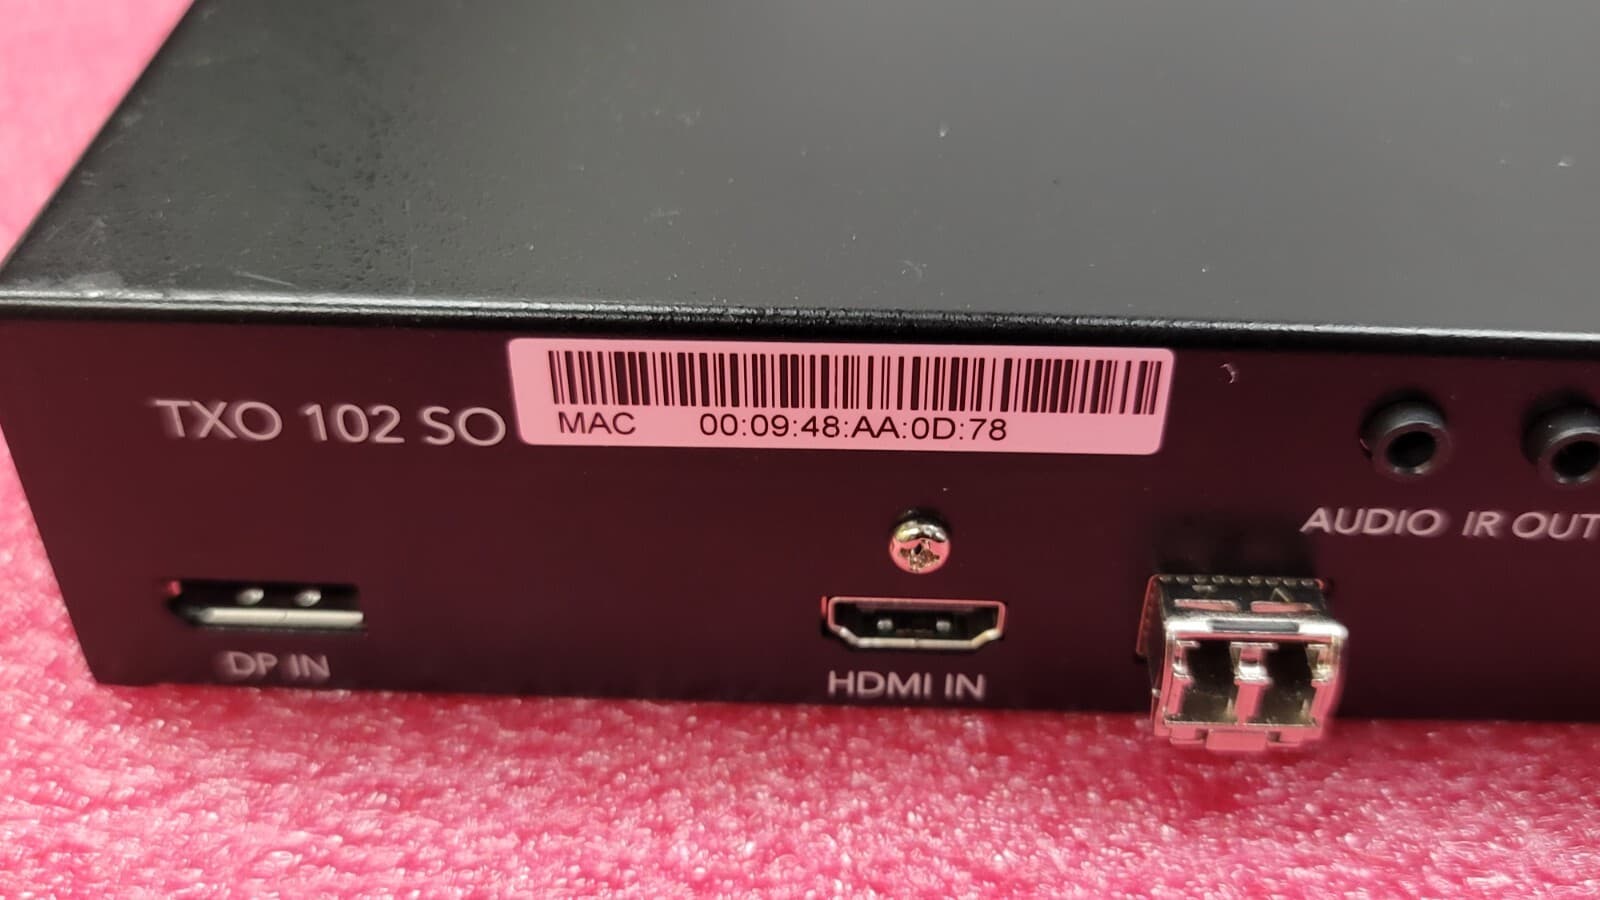 TXO 102 SO
MAC 00:09:48:AA:0D:78
AUDIO IR OUT
DP IN
HDMI IN